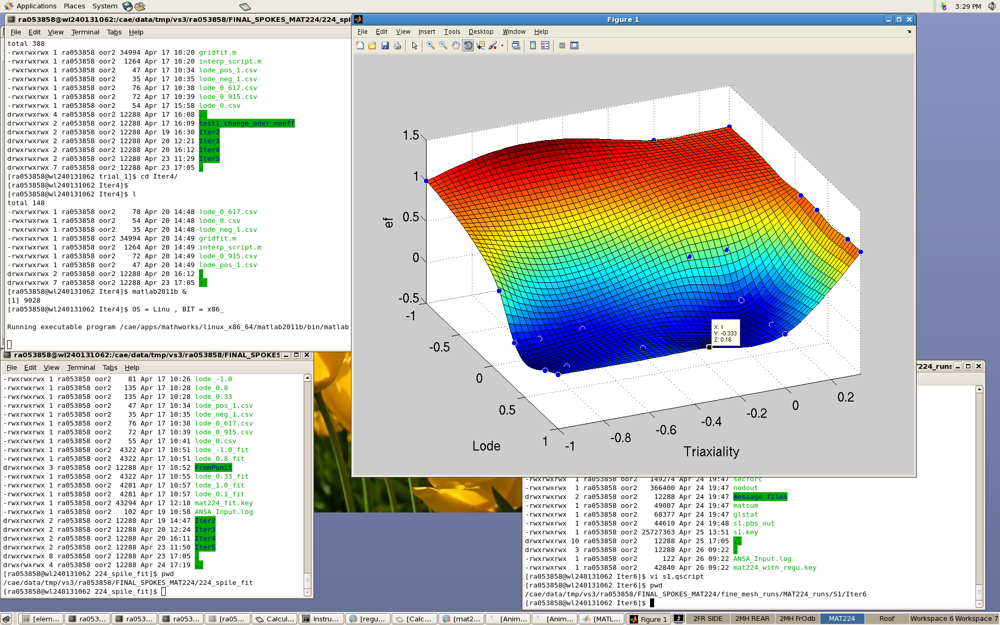 Applications Places System 3:29 PM
ra053858@wl240131062:/cae/data/tmp/vs3/ra053858/FINAL_SPOKES_MAT224/224_spi
File Edit View Terminal Tabs Help
total 388
-rwxrwxrwx 1 ra053858 oor2 34994 Apr 17 10:20 gridfit.m
-rwxrwxrwx 1 ra053858 oor2 1264 Apr 17 10:20 interp_script.m
-rwxrwxrwx 1 ra053858 oor2 47 Apr 17 10:34 lode_pos_1.csv
-rwxrwxrwx 1 ra053858 oor2 35 Apr 17 10:35 lode_neg_1.csv
-rwxrwxrwx 1 ra053858 oor2 76 Apr 17 10:38 lode_0_617.csv
-rwxrwxrwx 1 ra053858 oor2 72 Apr 17 10:39 lode_0_915.csv
-rwxrwxrwx 1 ra053858 oor2 54 Apr 17 15:58 lode_0.csv
drwxrwxrwx 4 ra053858 oor2 12288 Apr 17 16:08 ..
drwxrwxrwx 2 ra053858 oor2 12288 Apr 17 16:09 test1_change_oder_noeff
drwxrwxrwx 2 ra053858 oor2 12288 Apr 19 16:30 Iter2
drwxrwxrwx 2 ra053858 oor2 12288 Apr 20 12:21 Iter3
drwxrwxrwx 2 ra053858 oor2 12288 Apr 20 16:12 Iter4
drwxrwxrwx 2 ra053858 oor2 12288 Apr 23 11:29 Iter5
drwxrwxrwx 7 ra053858 oor2 12288 Apr 23 17:05 .
[ra053858@wl240131062 trial_1]$ cd Iter4/
[ra053858@wl240131062 Iter4]$
[ra053858@wl240131062 Iter4]$ l
total 148
-rwxrwxrwx 1 ra053858 oor2 78 Apr 20 14:48 lode_0_617.csv
-rwxrwxrwx 1 ra053858 oor2 54 Apr 20 14:48 lode_0.csv
-rwxrwxrwx 1 ra053858 oor2 35 Apr 20 14:48 lode_neg_1.csv
-rwxrwxrwx 1 ra053858 oor2 34994 Apr 20 14:49 gridfit.m
-rwxrwxrwx 1 ra053858 oor2 1264 Apr 20 14:49 interp_script.m
-rwxrwxrwx 1 ra053858 oor2 72 Apr 20 14:49 lode_0_915.csv
-rwxrwxrwx 1 ra053858 oor2 47 Apr 20 14:49 lode_pos_1.csv
drwxrwxrwx 2 ra053858 oor2 12288 Apr 20 16:12 .
drwxrwxrwx 7 ra053858 oor2 12288 Apr 23 17:05 ..
[ra053858@wl240131062 Iter4]$ matlab2011b &
[1] 9028
[ra053858@wl240131062 Iter4]$ OS = Linu , BIT = x86_
Running executable program /cae/apps/mathworks/linux_x86_64/matlab2011b/bin/matlab
ra053858@wl240131062:/cae/data/tmp/vs3/ra053858/FINAL_SPOKES
File Edit View Terminal Tabs Help
-rwxrwxrwx 1 ra053858 oor2 81 Apr 17 10:26 lode_-1.0
-rwxrwxrwx 1 ra053858 oor2 135 Apr 17 10:28 lode_0.8
-rwxrwxrwx 1 ra053858 oor2 135 Apr 17 10:28 lode_0.33
-rwxrwxrwx 1 ra053858 oor2 47 Apr 17 10:34 lode_pos_1.csv
-rwxrwxrwx 1 ra053858 oor2 35 Apr 17 10:35 lode_neg_1.csv
-rwxrwxrwx 1 ra053858 oor2 76 Apr 17 10:38 lode_0_617.csv
-rwxrwxrwx 1 ra053858 oor2 72 Apr 17 10:39 lode_0_915.csv
-rwxrwxrwx 1 ra053858 oor2 55 Apr 17 10:41 lode_0.csv
-rwxrwxrwx 1 ra053858 oor2 4322 Apr 17 10:51 lode_-1.0_fit
-rwxrwxrwx 1 ra053858 oor2 4322 Apr 17 10:51 lode_0.8_fit
drwxrwxrwx 3 ra053858 oor2 12288 Apr 17 10:52 FromPunit
-rwxrwxrwx 1 ra053858 oor2 4322 Apr 17 10:55 lode_0.33_fit
-rwxrwxrwx 1 ra053858 oor2 4281 Apr 17 10:57 lode_1.0_fit
-rwxrwxrwx 1 ra053858 oor2 4281 Apr 17 10:57 lode_0.1_fit
-rwxrwxrwx 1 ra053858 oor2 43294 Apr 17 12:18 mat224_fit.key
-rwxrwxrwx 1 ra053858 oor2 102 Apr 19 10:58 ANSA_Input.log
drwxrwxrwx 2 ra053858 oor2 12288 Apr 19 14:47 Iter2
drwxrwxrwx 2 ra053858 oor2 12288 Apr 20 12:24 Iter3
drwxrwxrwx 2 ra053858 oor2 12288 Apr 20 16:11 Iter4
drwxrwxrwx 2 ra053858 oor2 12288 Apr 23 11:50 Iter5
drwxrwxrwx 8 ra053858 oor2 12288 Apr 23 17:05 .
drwxrwxrwx 4 ra053858 oor2 12288 Apr 24 17:19 ..
[ra053858@wl240131062 224_spile_fit]$ pwd
/cae/data/tmp/vs3/ra053858/FINAL_SPOKES_MAT224/224_spile_fit
[ra053858@wl240131062 224_spile_fit]$
Figure 1
File Edit View Insert Tools Desktop Window Help
1.5
1
0.5
0
-0.5
ef
-1
-0.5
0
0.5
1
Lode
-1
-0.8
-0.6
-0.4
-0.2
0
0.2
Triaxiality
X: 1
Y: -0.333
Z: 0.16
T224_runs
-rwxrwxrwx 1 ra053858 oor2 149274 Apr 24 19:47 secforc
-rwxrwxrwx 1 ra053858 oor2 366400 Apr 24 19:47 nodout
drwxrwxrwx 2 ra053858 oor2 12288 Apr 24 19:47 message_files
-rwxrwxrwx 1 ra053858 oor2 49007 Apr 24 19:47 matsum
-rwxrwxrwx 1 ra053858 oor2 68377 Apr 24 19:47 glstat
-rwxrwxrwx 1 ra053858 oor2 44610 Apr 24 19:48 s1.pbs_out
-rwxrwxrwx 1 ra053858 oor2 25727363 Apr 25 13:51 s1.key
drwxrwxrwx 10 ra053858 oor2 12288 Apr 25 17:05 ..
drwxrwxrwx 3 ra053858 oor2 12288 Apr 26 09:22 .
-rwxrwxrwx 1 ra053858 oor2 122 Apr 26 09:22 ANSA_Input.log
-rwxrwxrwx 1 ra053858 oor2 42840 Apr 26 09:22 mat224_with_regu.key
[ra053858@wl240131062 Iter6]$ vi s1.qscript
[ra053858@wl240131062 Iter6]$ pwd
/cae/data/tmp/vs3/ra053858/FINAL_SPOKES_MAT224/fine_mesh_runs/MAT224_runs/S1/Iter6
[ra053858@wl240131062 Iter6]$
[elem... ra053... ra053... ra053... [ra05... Calcul... Instru... [regu... [Calc... [mat2... [Anim... [Anim... [MATL... Figure 1 2FR SIDE 2MH REAR 2MH FrOdb MAT224 Roof Workspace 6 Workspace 7